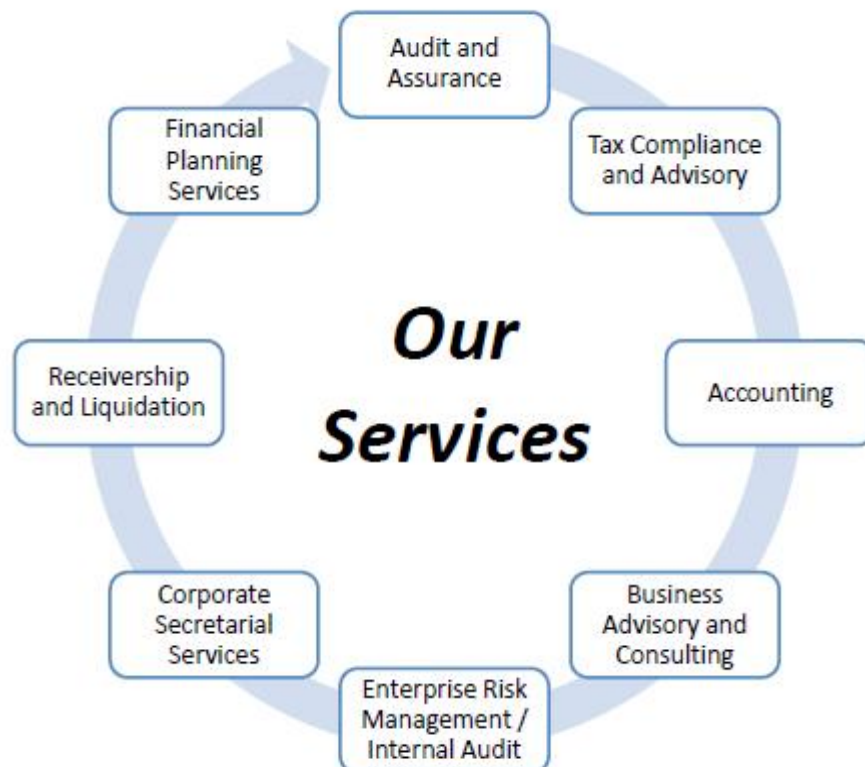 Audit and
Assurance
Tax Compliance
and Advisory
Accounting
Business
Advisory and
Consulting
Enterprise Risk
Management /
Internal Audit
Corporate
Secretarial
Services
Receivership
and Liquidation
Financial
Planning
Services
Our
Services